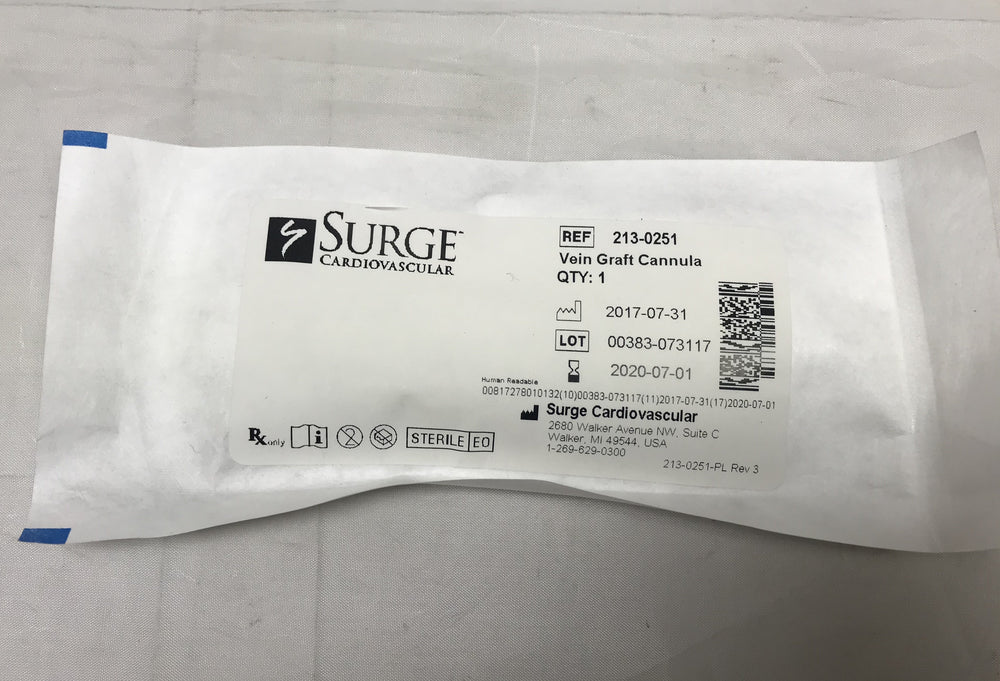 SURGE™
CARDIOVASCULAR
REF 213-0251
Vein Graft Cannula
QTY: 1
2017-07-31
LOT 00383-073117
2020-07-01
Human Readable
00817278010132(10)00383-073117(11)2017-07-31(17)2020-07-01
Surge Cardiovascular
2680 Walker Avenue NW, Suite C
Walker, MI 49544, USA
1-269-629-0300
Rx only 2 STERILE EO
213-0251-PL Rev 3